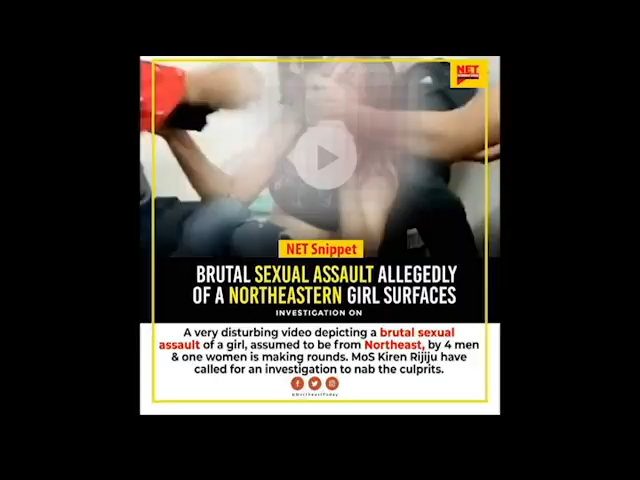 NET
NET Snippet
BRUTAL SEXUAL ASSAULT ALLEGEDLY
OF A NORTHEASTERN GIRL SURFACES
INVESTIGATION ON
A very disturbing video depicting a brutal sexual
assault of a girl, assumed to be from Northeast, by 4 men
& one women is making rounds. MoS Kiren Rijiju have
called for an investigation to nab the culprits.
@NortheastToday